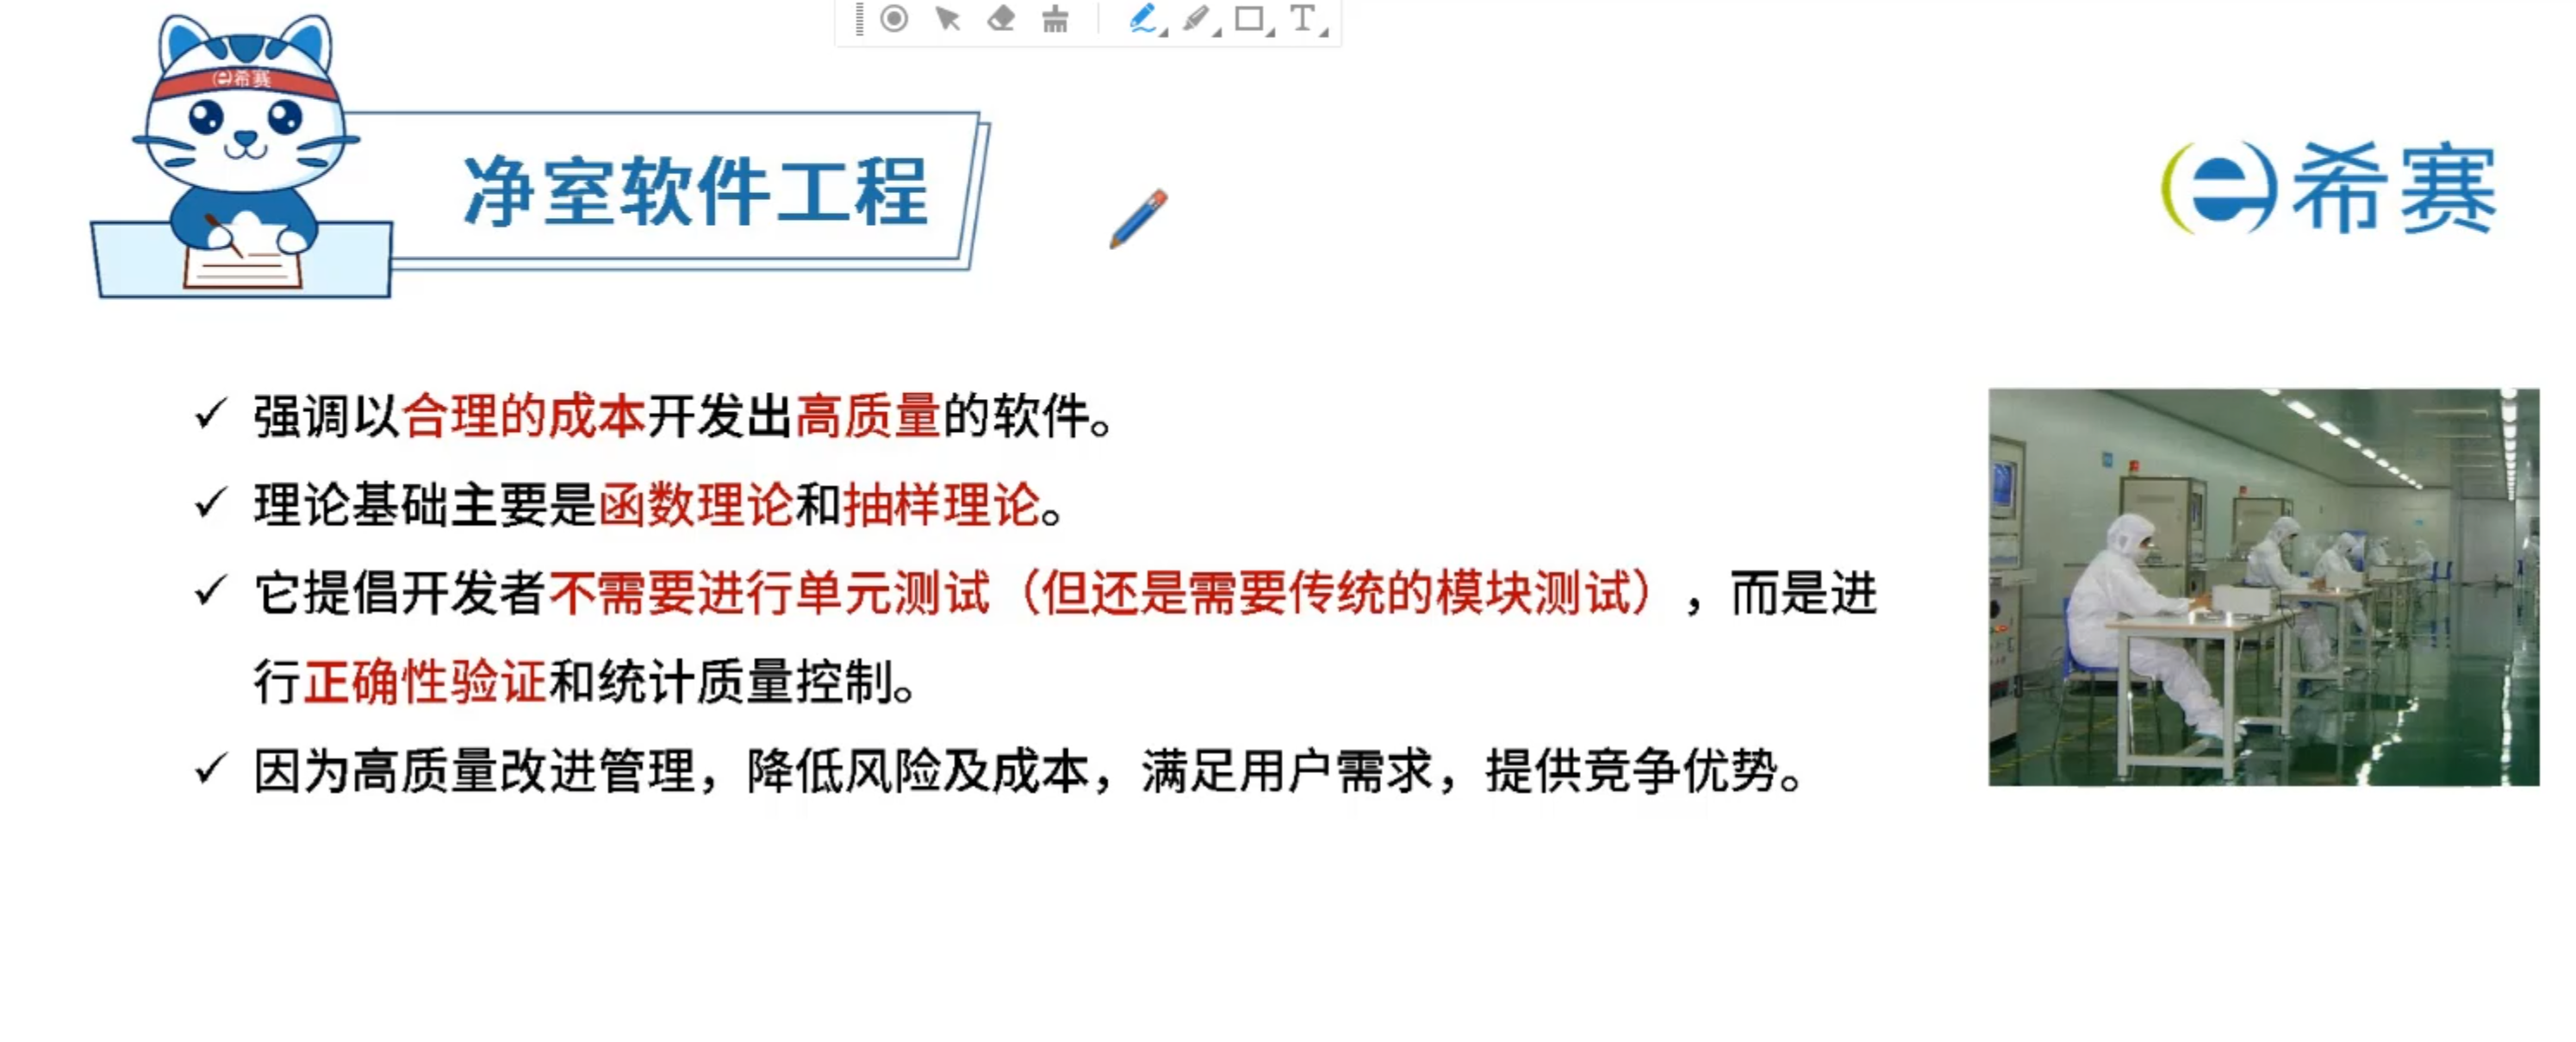 T
e希赛
净室软件工程
e希赛
强调以合理的成本开发出高质量的软件。
理论基础主要是函数理论和抽样理论。
它提倡开发者不需要进行单元测试（但还是需要传统的模块测试），而是进
行正确性验证和统计质量控制。
因为高质量改进管理，降低风险及成本，满足用户需求，提供竞争优势。